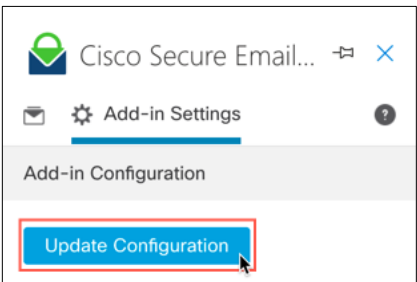 Cisco Secure Email...
Add-in Settings
?
Add-in Configuration
Update Configuration